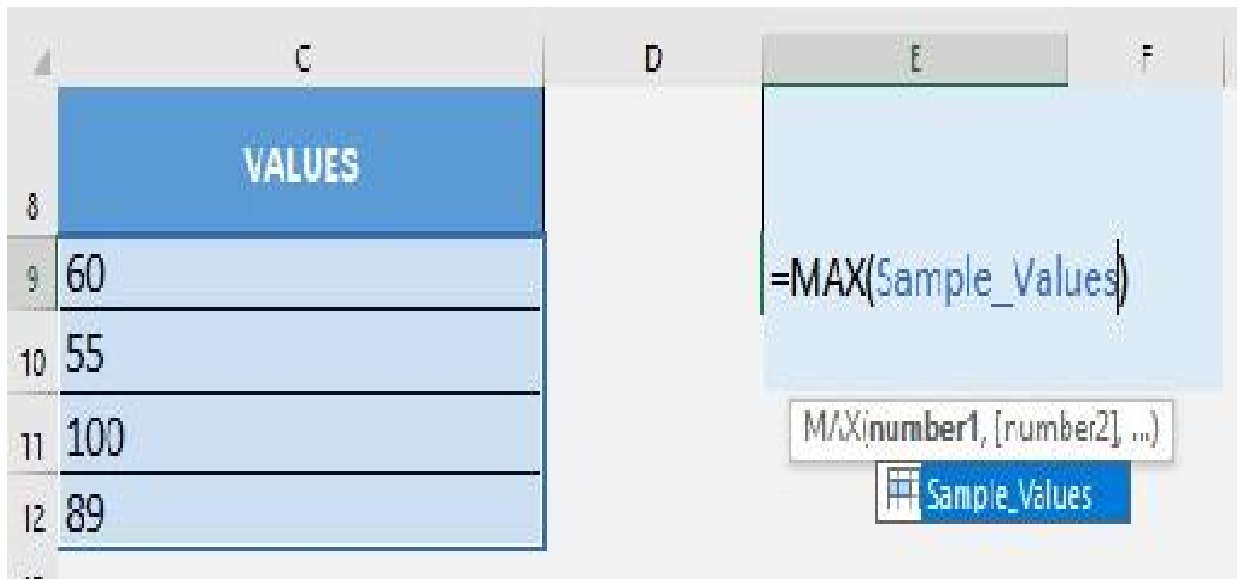 C D E F
8 VALUES
9 60 =MAX(Sample_Values)
10 55
11 100 MAX(number1, [number2], ...)
Sample_Values
12 89